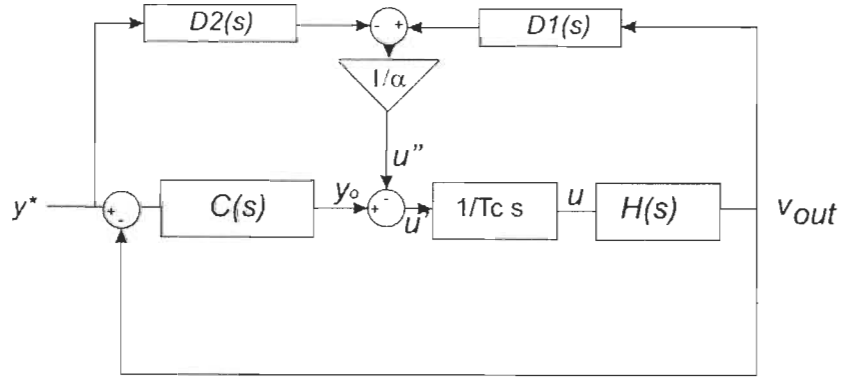 D2(s)
- +
D1(s)
1/α
u"
y*
+ -
C(s)
yo
+ -
u'
1/Tc s
u
H(s)
vout